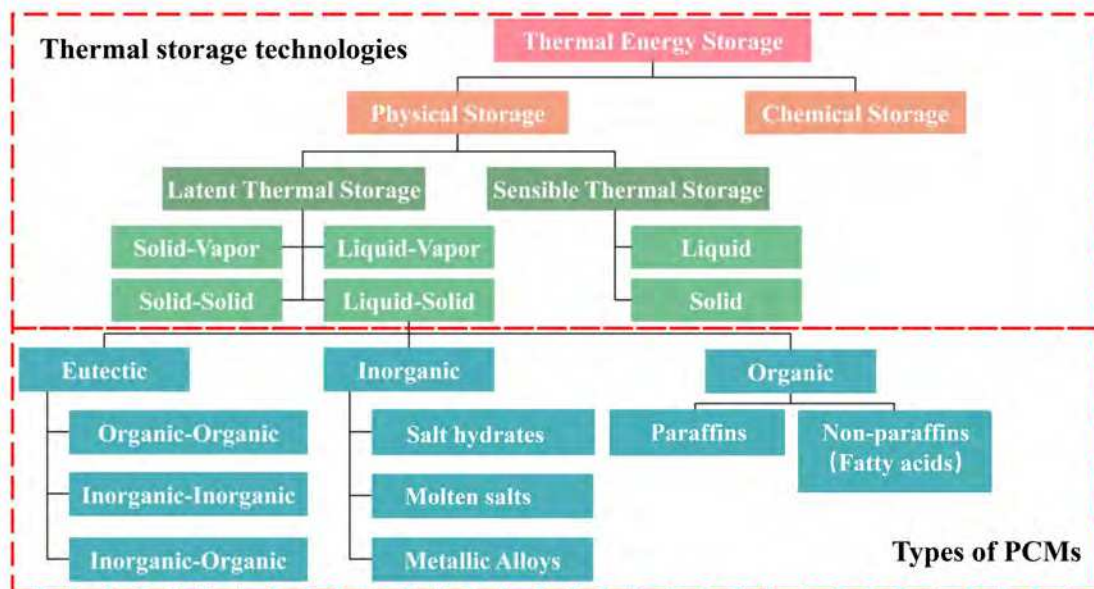 Thermal storage technologies
Thermal Energy Storage
Physical Storage
Chemical Storage
Latent Thermal Storage
Sensible Thermal Storage
Solid-Vapor
Liquid-Vapor
Liquid
Solid-Solid
Liquid-Solid
Solid
Eutectic
Inorganic
Organic
Organic-Organic
Salt hydrates
Paraffins
Non-paraffins
(Fatty acids)
Inorganic-Inorganic
Molten salts
Inorganic-Organic
Metallic Alloys
Types of PCMs